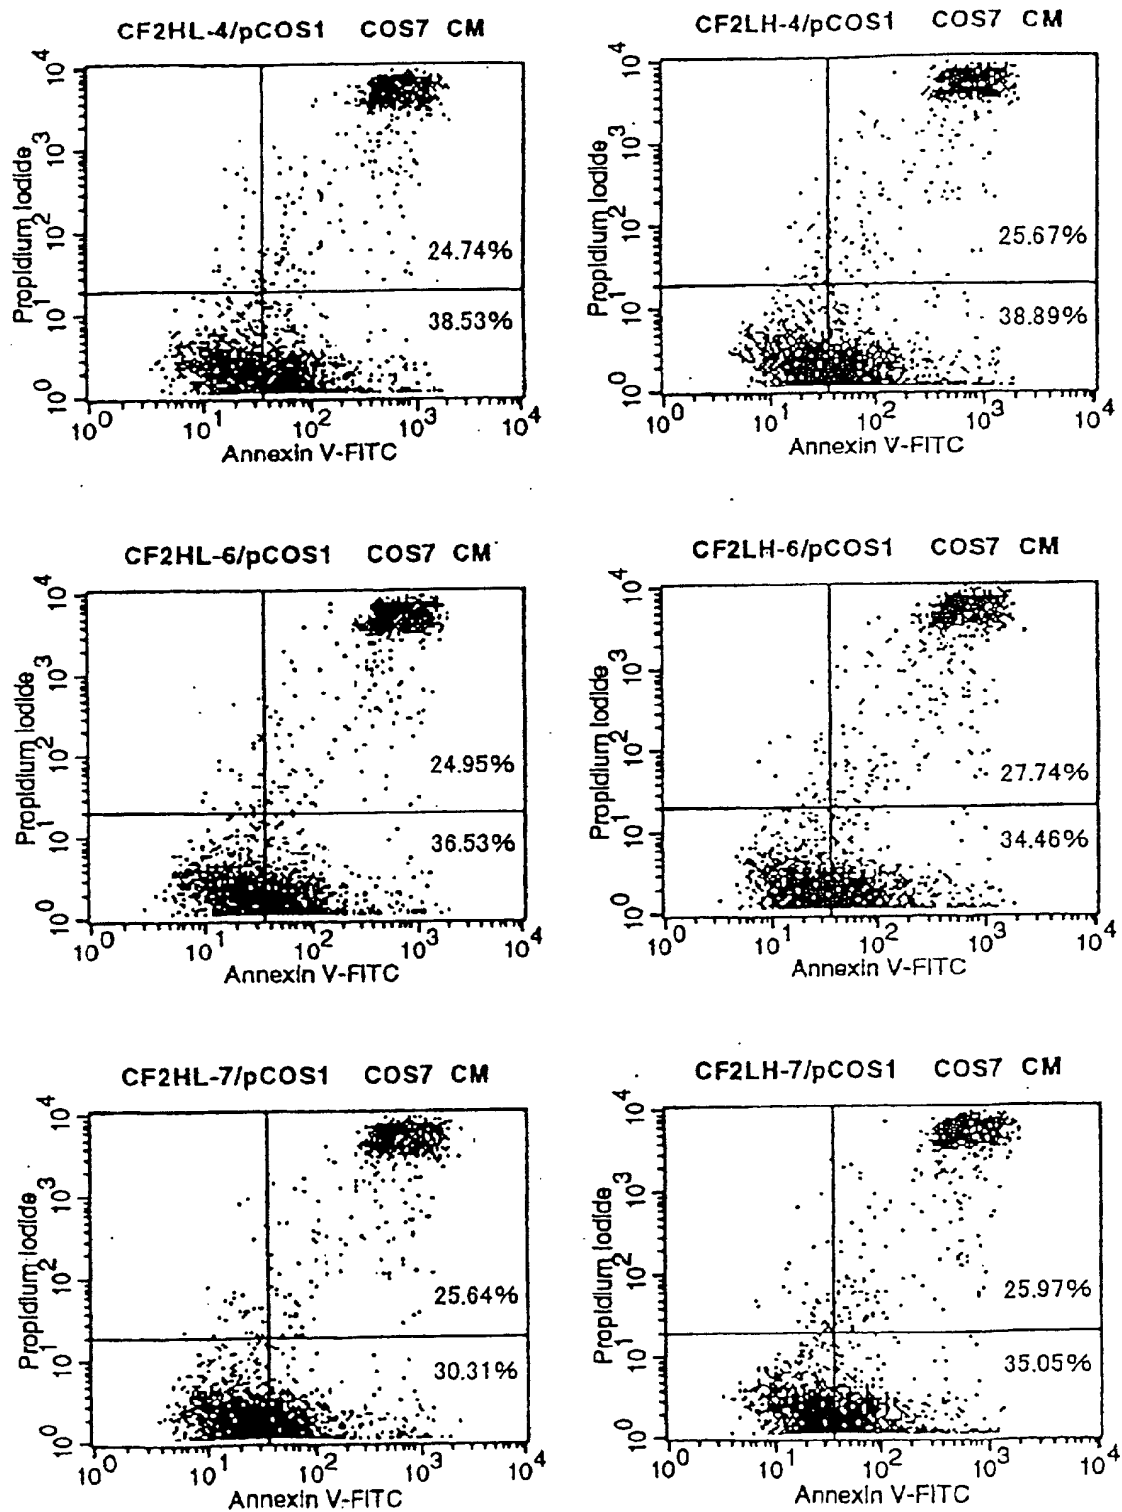 CF2HL-4/pCOS1 COS7 CM
10^4
10^3
10^2
10^1
10^0
Propidium Iodide
24.74%
38.53%
10^0 10^1 10^2 10^3 10^4
Annexin V-FITC
CF2LH-4/pCOS1 COS7 CM
10^4
10^3
10^2
10^1
10^0
Propidium Iodide
25.67%
38.89%
10^0 10^1 10^2 10^3 10^4
Annexin V-FITC
CF2HL-6/pCOS1 COS7 CM
10^4
10^3
10^2
10^1
10^0
Propidium Iodide
24.95%
36.53%
10^0 10^1 10^2 10^3 10^4
Annexin V-FITC
CF2LH-6/pCOS1 COS7 CM
10^4
10^3
10^2
10^1
10^0
Propidium Iodide
27.74%
34.46%
10^0 10^1 10^2 10^3 10^4
Annexin V-FITC
CF2HL-7/pCOS1 COS7 CM
10^4
10^3
10^2
10^1
10^0
Propidium Iodide
25.64%
30.31%
10^0 10^1 10^2 10^3 10^4
Annexin V-FITC
CF2LH-7/pCOS1 COS7 CM
10^4
10^3
10^2
10^1
10^0
Propidium Iodide
25.97%
35.05%
10^0 10^1 10^2 10^3 10^4
Annexin V-FITC